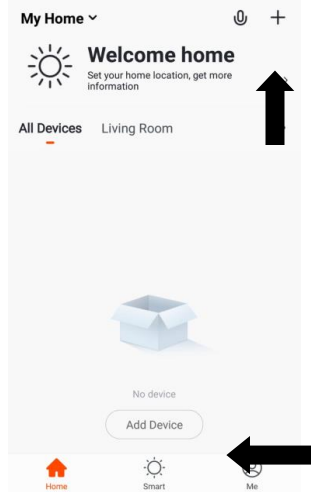 My Home
Welcome home
Set your home location, get more
information
All Devices Living Room
No device
Add Device
Home Smart Me